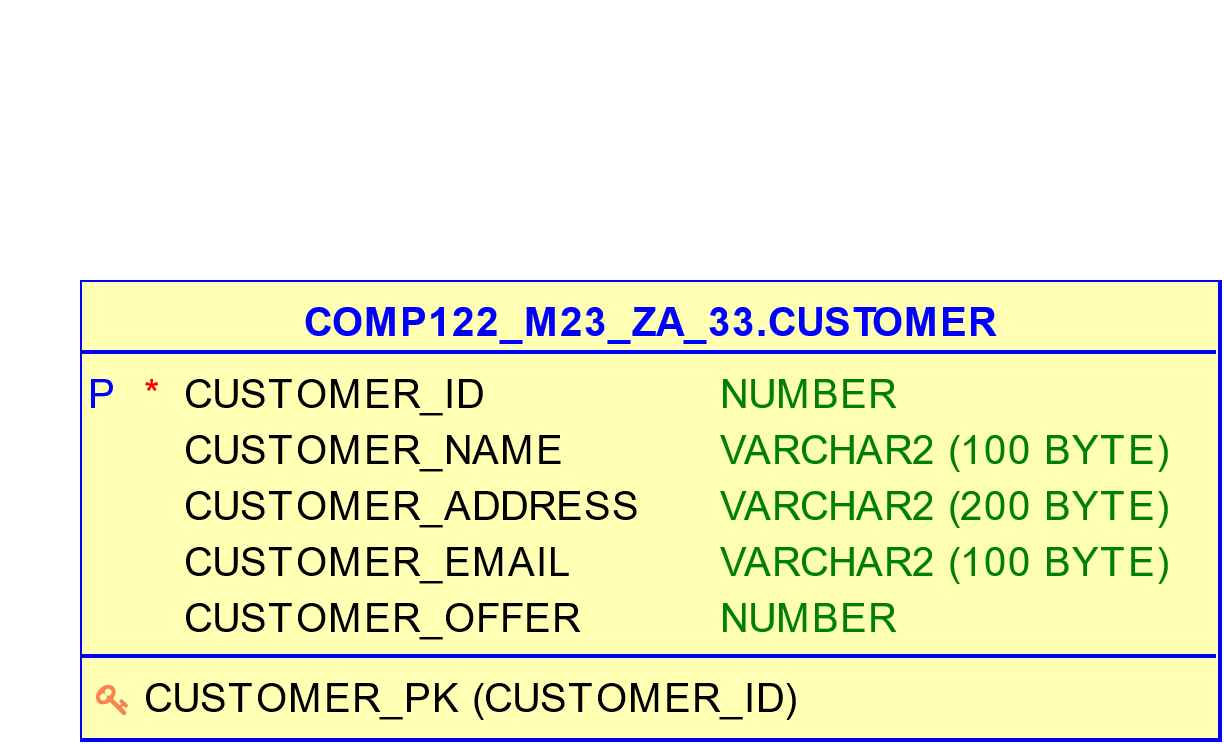 COMP122_M23_ZA_33.CUSTOMER
P * CUSTOMER_ID NUMBER
CUSTOMER_NAME VARCHAR2 (100 BYTE)
CUSTOMER_ADDRESS VARCHAR2 (200 BYTE)
CUSTOMER_EMAIL VARCHAR2 (100 BYTE)
CUSTOMER_OFFER NUMBER
CUSTOMER_PK (CUSTOMER_ID)